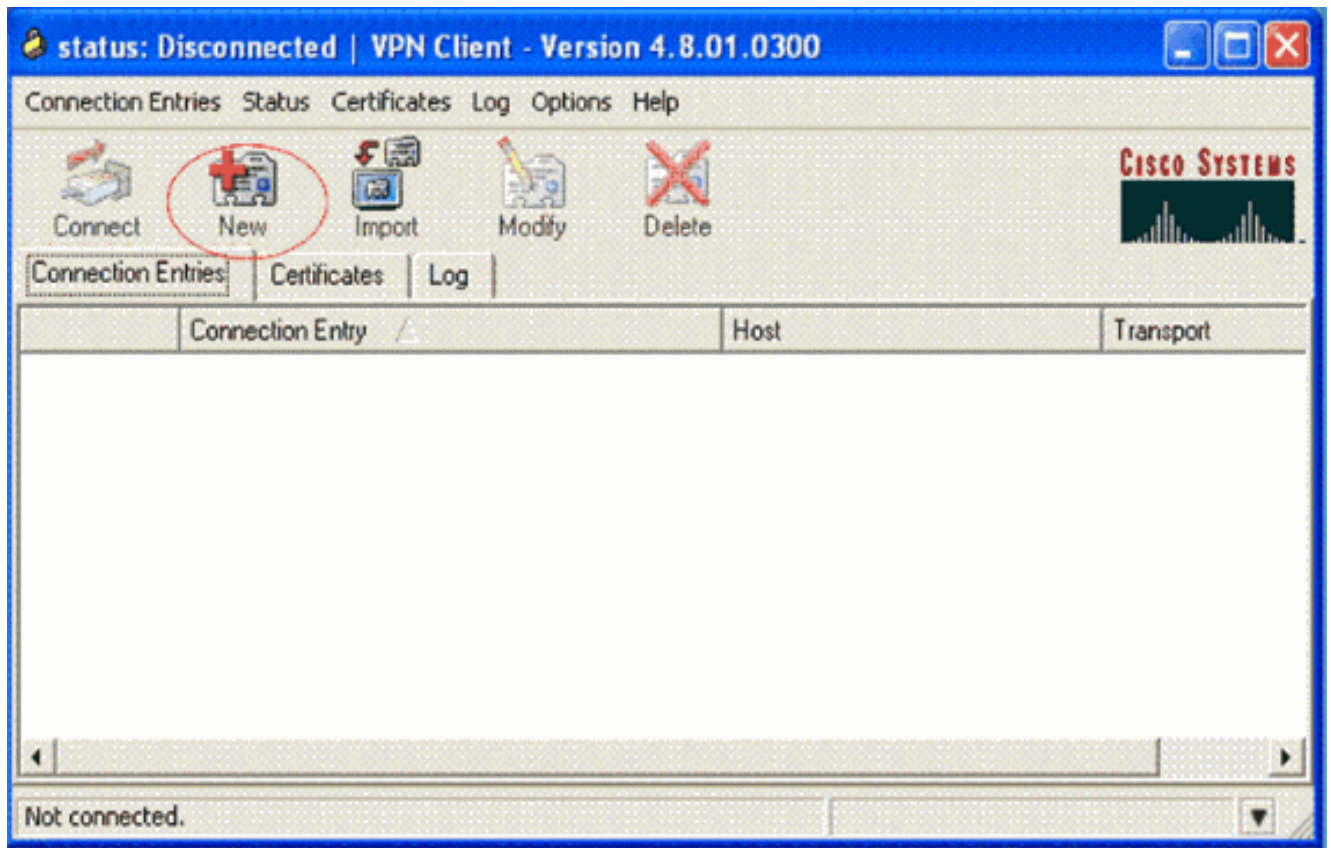 status: Disconnected | VPN Client - Version 4.8.01.0300
Connection Entries Status Certificates Log Options Help
Connect New Import Modify Delete
CISCO SYSTEMS
Connection Entries Certificates Log
Connection Entry Host Transport
Not connected.